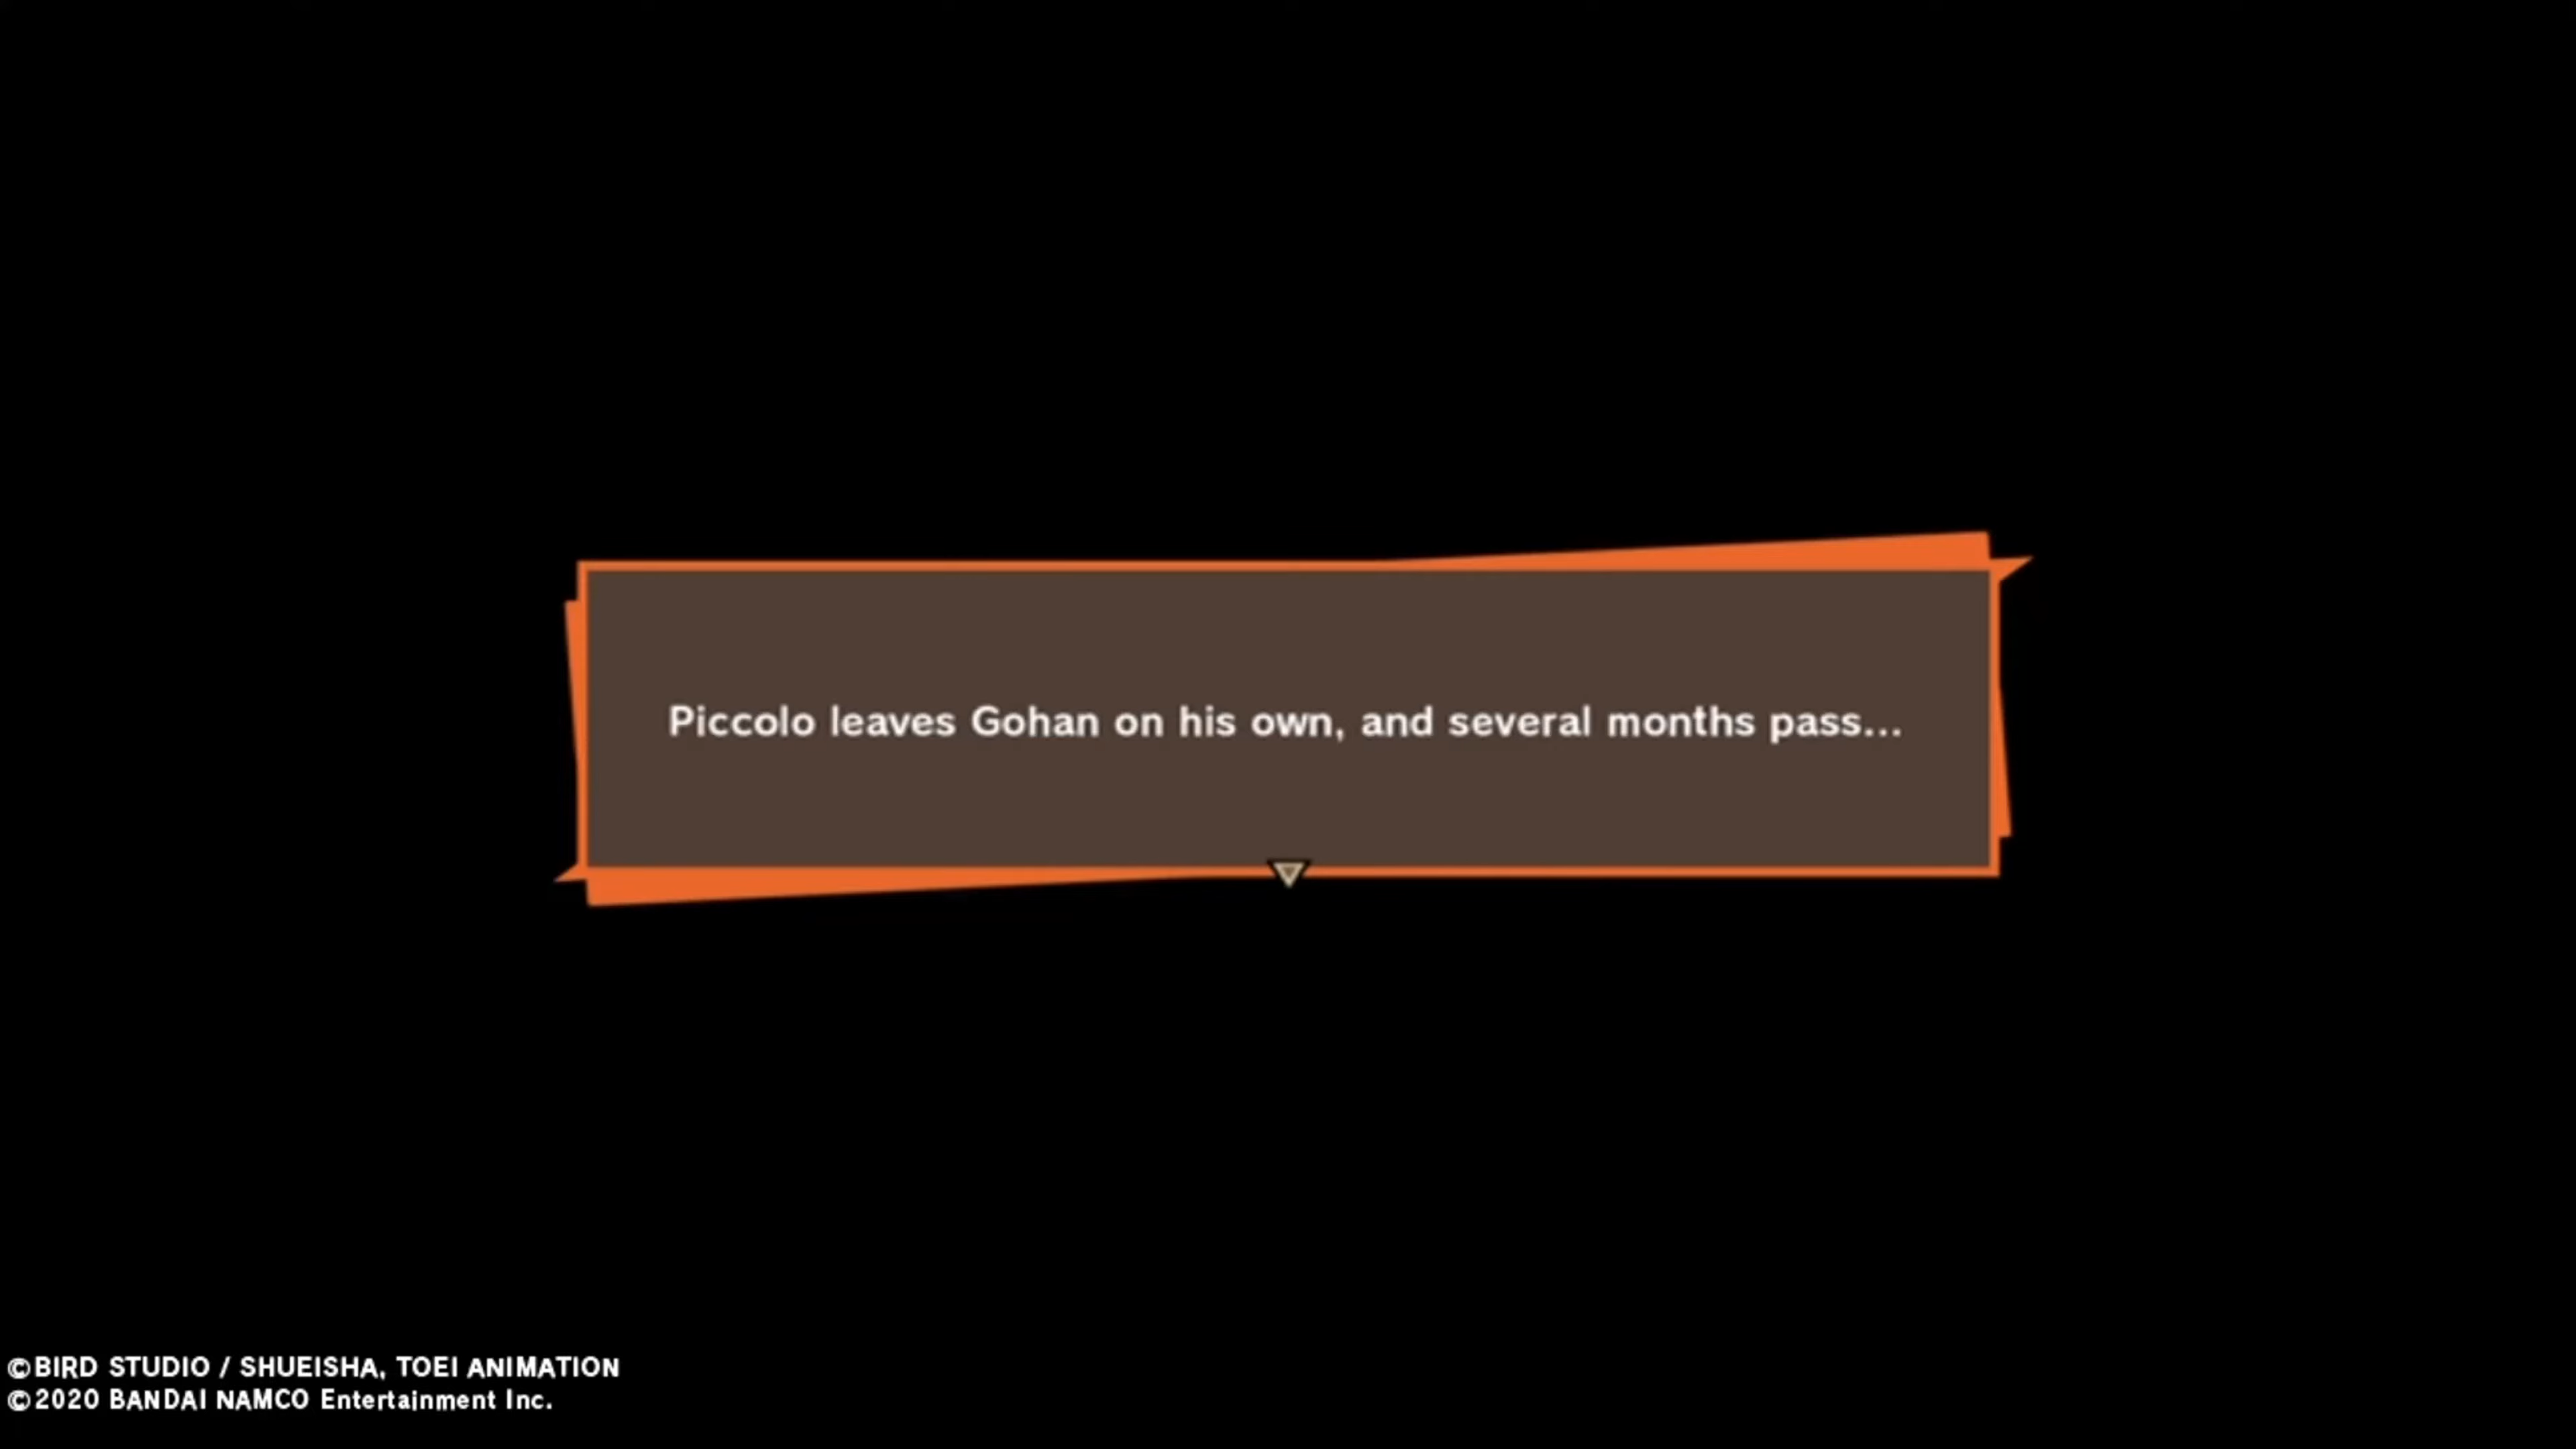 Piccolo leaves Gohan on his own, and several months pass...
©BIRD STUDIO / SHUEISHA, TOEI ANIMATION
©2020 BANDAI NAMCO Entertainment Inc.